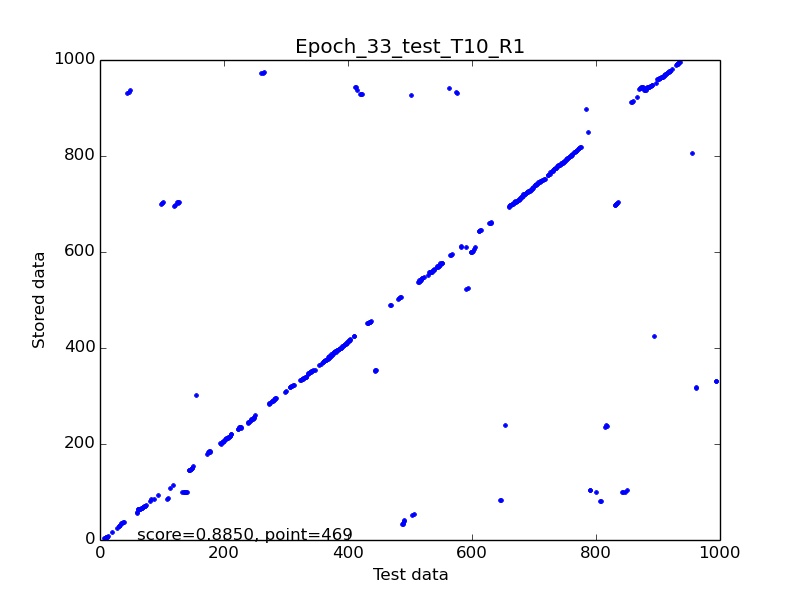 Epoch_33_test_T10_R1
1000
800
600
400
200
0
Stored data
score=0.8850, point=469
0 200 400 600 800 1000
Test data